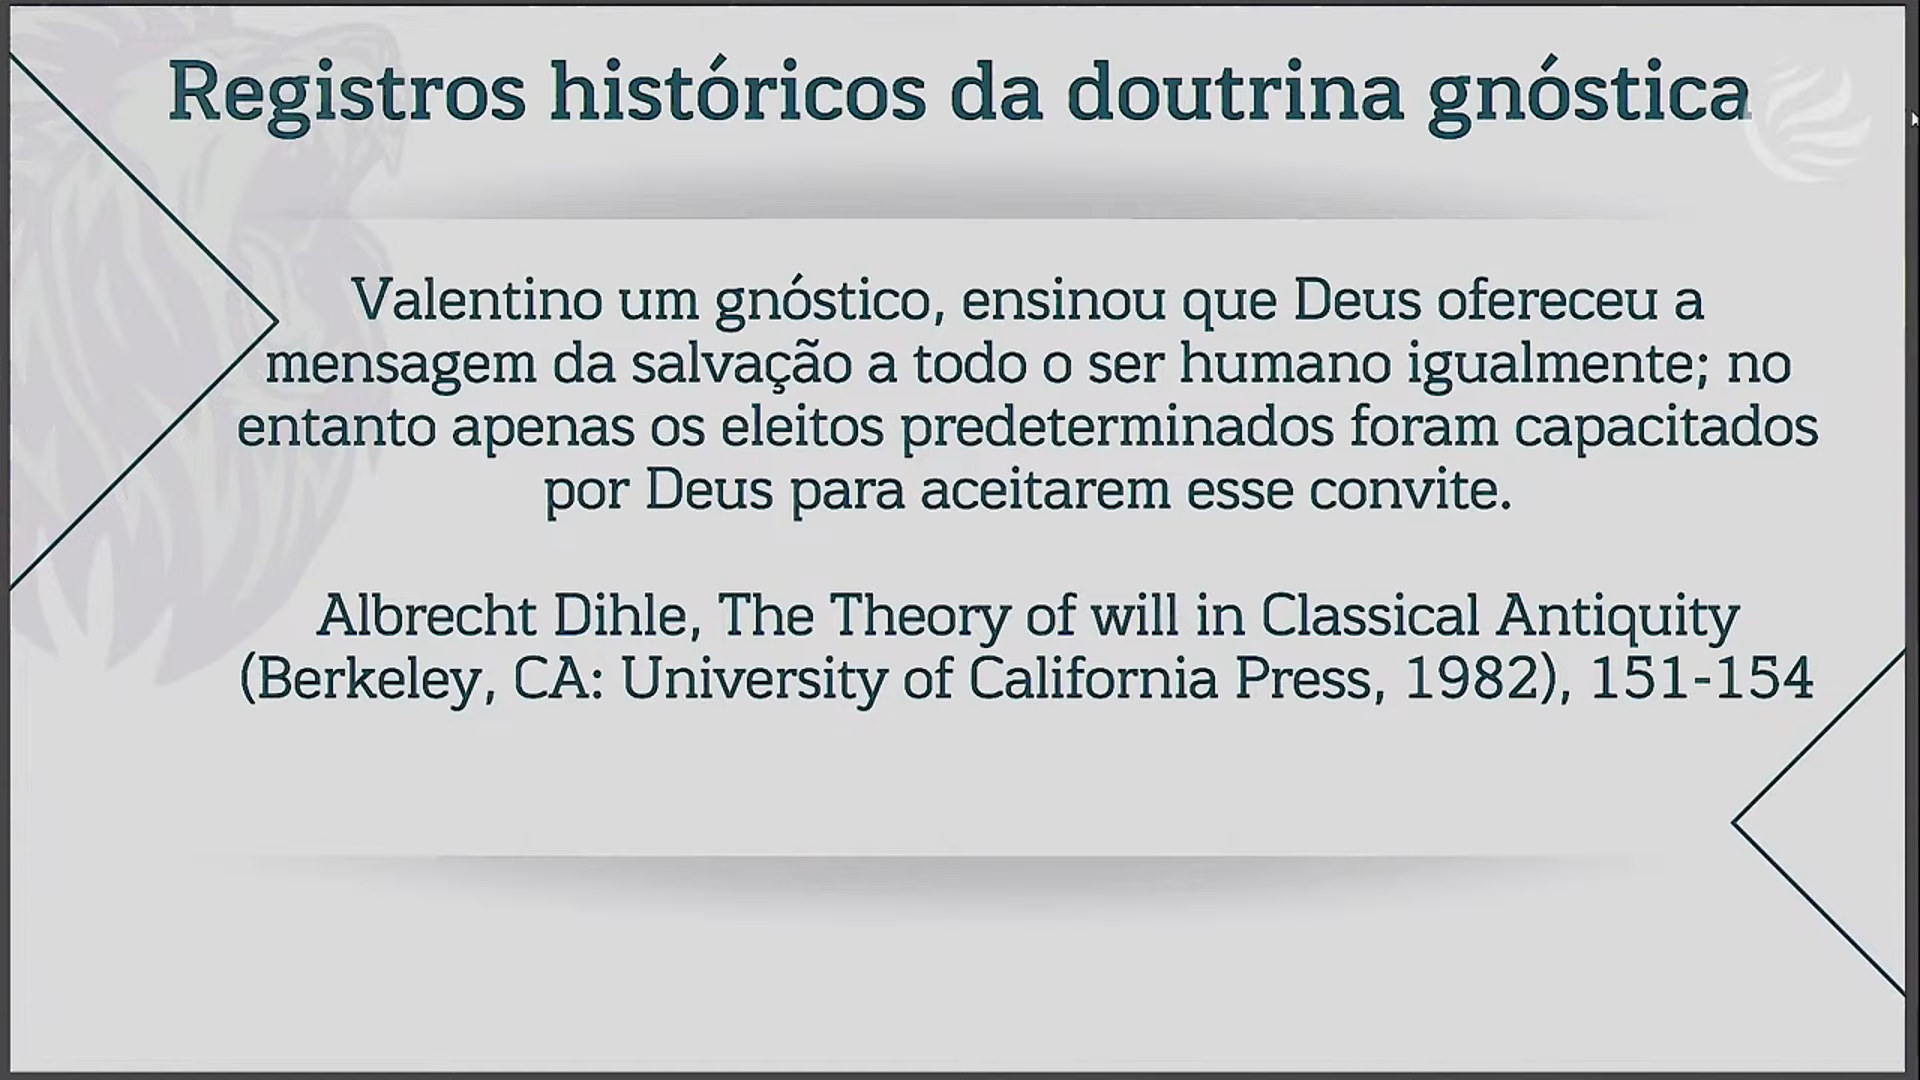 Registros históricos da doutrina gnóstica
Valentino um gnóstico, ensinou que Deus ofereceu a
mensagem da salvação a todo o ser humano igualmente; no
entanto apenas os eleitos predeterminados foram capacitados
por Deus para aceitarem esse convite.
Albrecht Dihle, The Theory of will in Classical Antiquity
(Berkeley, CA: University of California Press, 1982), 151-154